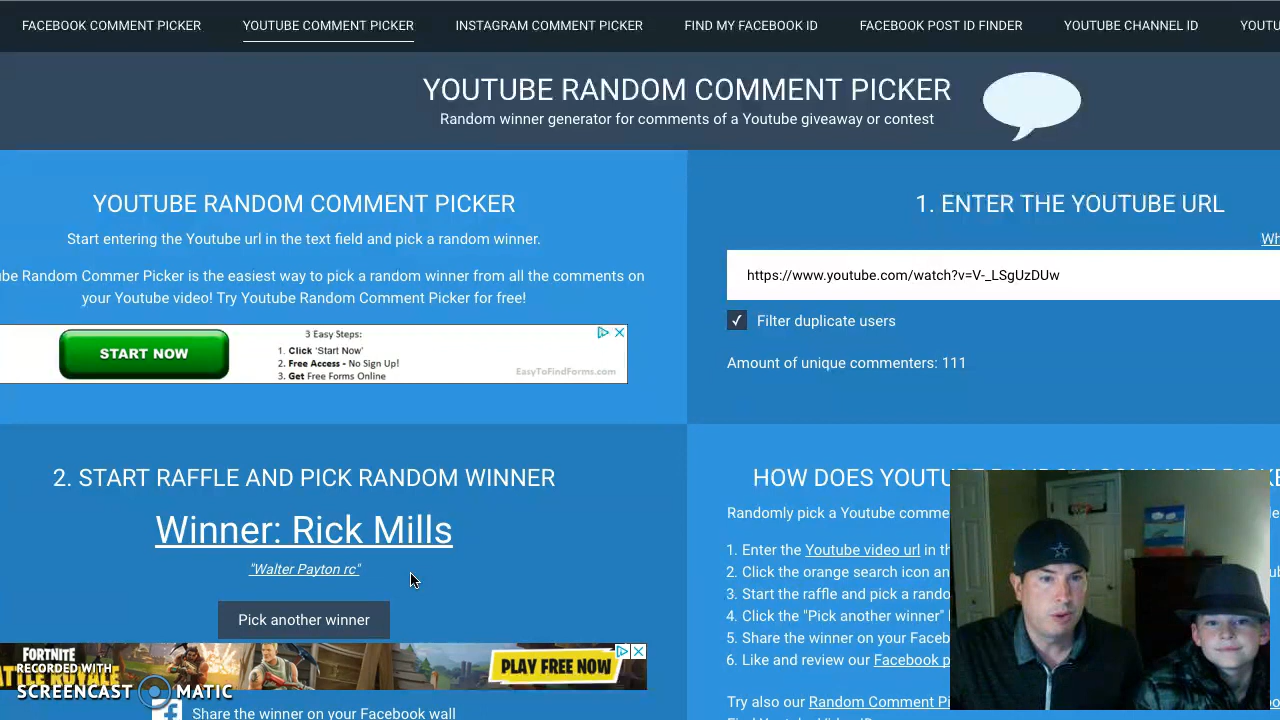 FACEBOOK COMMENT PICKER
YOUTUBE COMMENT PICKER
INSTAGRAM COMMENT PICKER
FIND MY FACEBOOK ID
FACEBOOK POST ID FINDER
YOUTUBE CHANNEL ID
YOUTU
YOUTUBE RANDOM COMMENT PICKER
Random winner generator for comments of a Youtube giveaway or contest
YOUTUBE RANDOM COMMENT PICKER
Start entering the Youtube url in the text field and pick a random winner.
be Random Commer Picker is the easiest way to pick a random winner from all the comments on
your Youtube video! Try Youtube Random Comment Picker for free!
START NOW
3 Easy Steps:
1. Click 'Start Now'
2. Free Access - No Sign Up!
3. Get Free Forms Online
EasyToFindForms.com
1. ENTER THE YOUTUBE URL
Wh
https://www.youtube.com/watch?v=V-_LSgUzDUw
Filter duplicate users
Amount of unique commenters: 111
2. START RAFFLE AND PICK RANDOM WINNER
Winner: Rick Mills
"Walter Payton rc"
Pick another winner
FORTNITE
BATTLE ROYALE
PLAY FREE NOW
RECORDED WITH
SCREENCAST MATIC
Share the winner on your Facebook wall
HOW DOES YOUTUBE RANDOM COMMENT PICKE
Randomly pick a Youtube comme
1. Enter the Youtube video url in th
2. Click the orange search icon an
3. Start the raffle and pick a rando
4. Click the "Pick another winner"
5. Share the winner on your Faceb
6. Like and review our Facebook p
Try also our Random Comment Pi